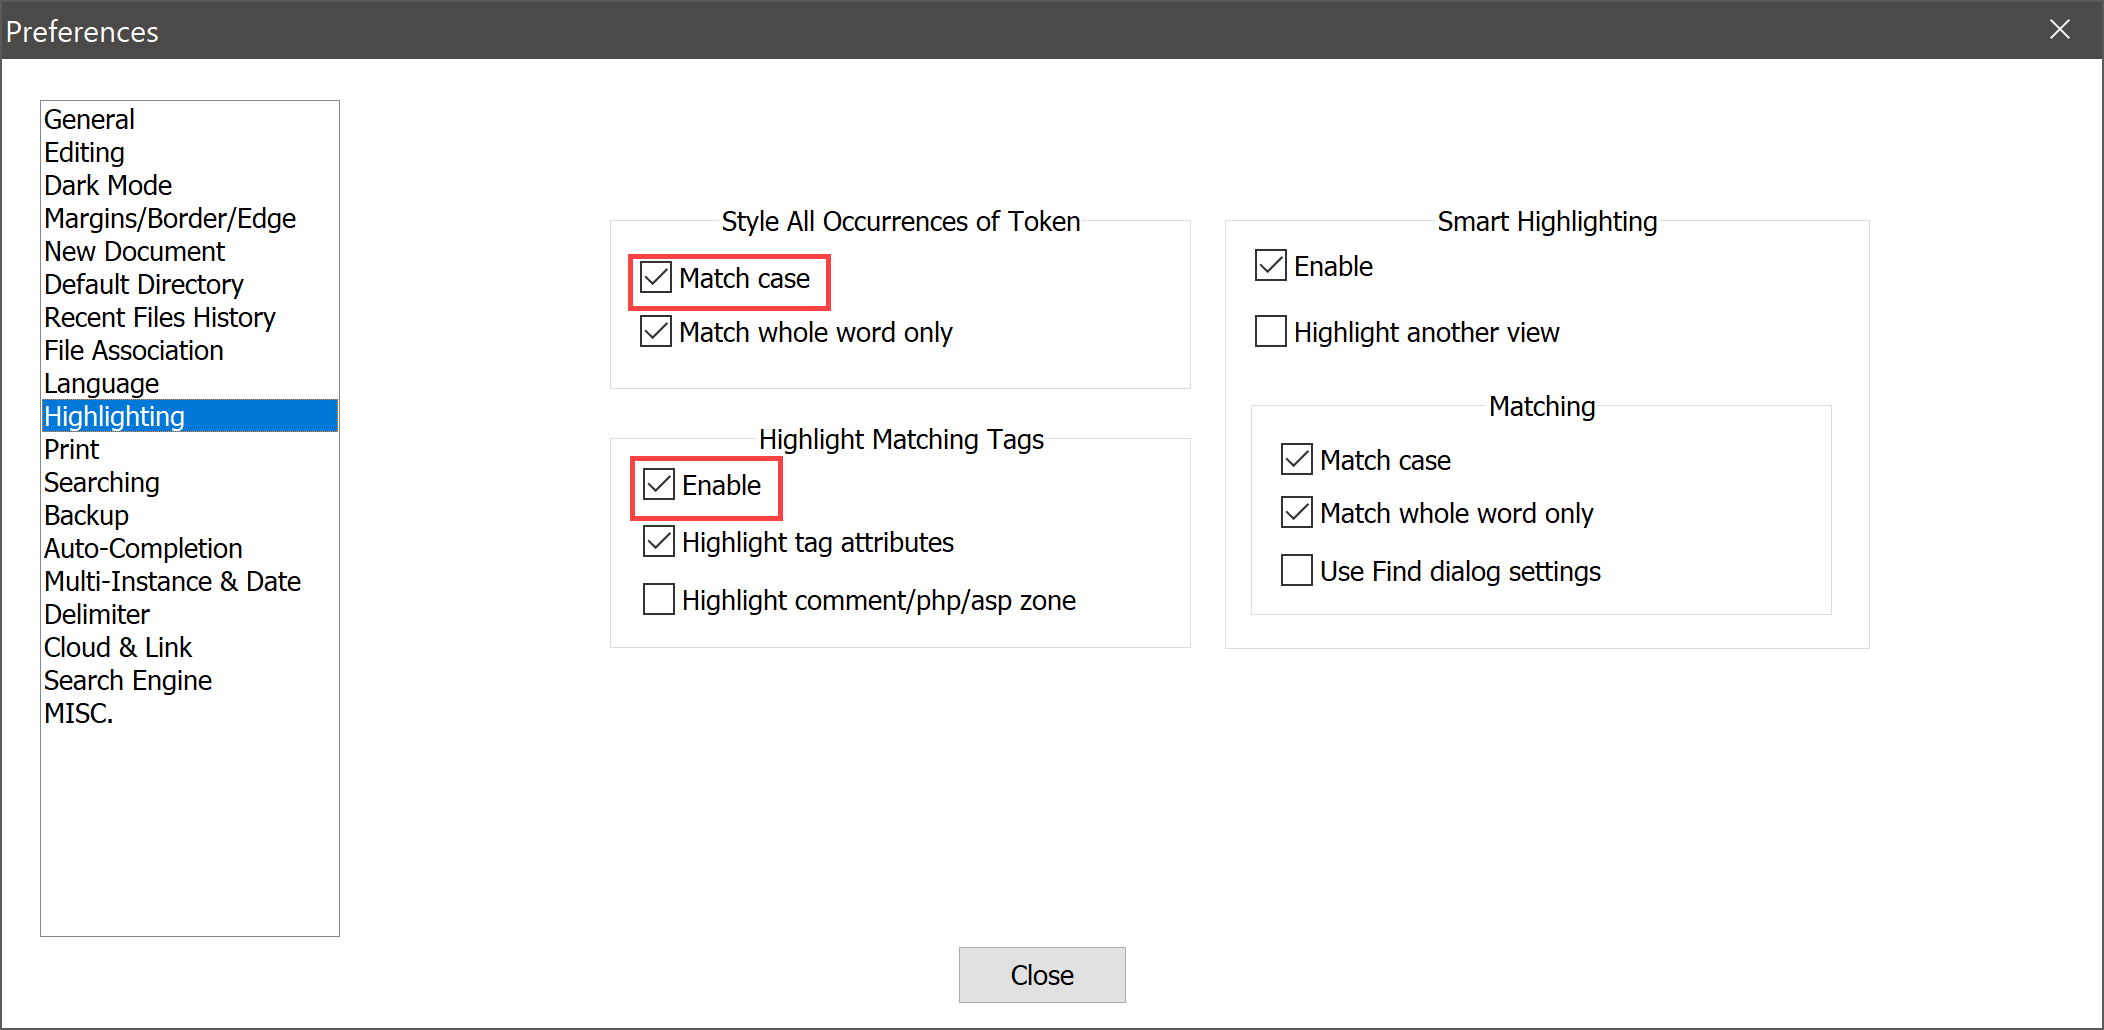 Preferences
General
Editing
Dark Mode
Margins/Border/Edge
New Document
Default Directory
Recent Files History
File Association
Language
Highlighting
Print
Searching
Backup
Auto-Completion
Multi-Instance & Date
Delimiter
Cloud & Link
Search Engine
MISC.
Style All Occurrences of Token
Match case
Match whole word only
Highlight Matching Tags
Enable
Highlight tag attributes
Highlight comment/php/asp zone
Smart Highlighting
Enable
Highlight another view
Matching
Match case
Match whole word only
Use Find dialog settings
Close